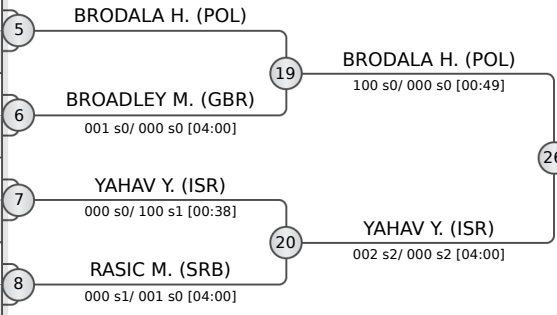 BRODALA H. (POL)
5
19
BRODALA H. (POL)
100 s0/ 000 s0 [00:49]
BROADLEY M. (GBR)
6
001 s0/ 000 s0 [04:00]
26
YAHAV Y. (ISR)
7
000 s0/ 100 s1 [00:38]
20
YAHAV Y. (ISR)
002 s2/ 000 s2 [04:00]
RASIC M. (SRB)
8
000 s1/ 001 s0 [04:00]